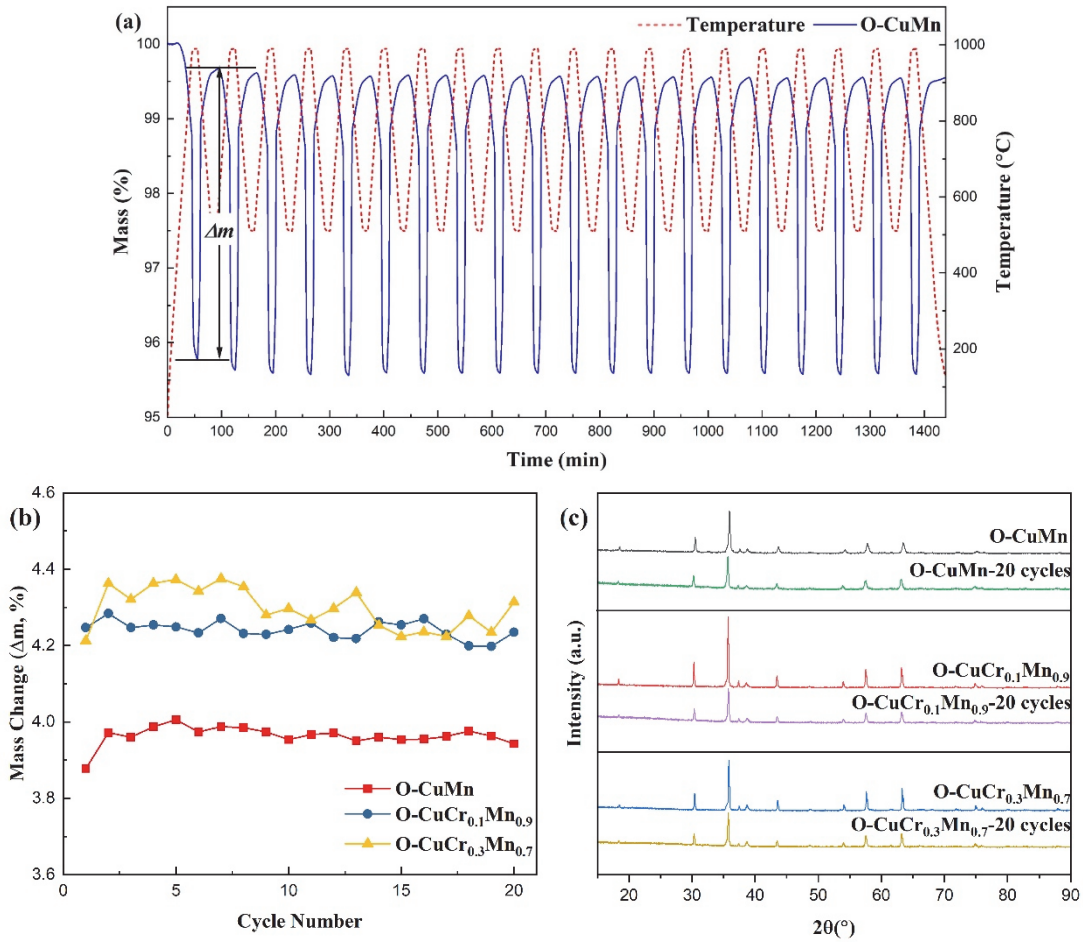 (a)
Temperature
O-CuMn
100
99
98
97
96
95
Mass (%)
Δm
1000
800
600
400
200
Temperature (°C)
0 100 200 300 400 500 600 700 800 900 1000 1100 1200 1300 1400
Time (min)
(b)
4.6
4.4
4.2
4.0
3.8
3.6
Mass Change (Δm, %)
O-CuMn
O-CuCr0.1Mn0.9
O-CuCr0.3Mn0.7
0 5 10 15 20
Cycle Number
(c)
Intensity (a.u.)
O-CuMn
O-CuMn-20 cycles
O-CuCr0.1Mn0.9
O-CuCr0.1Mn0.9-20 cycles
O-CuCr0.3Mn0.7
O-CuCr0.3Mn0.7-20 cycles
20 30 40 50 60 70 80 90
2θ(°)